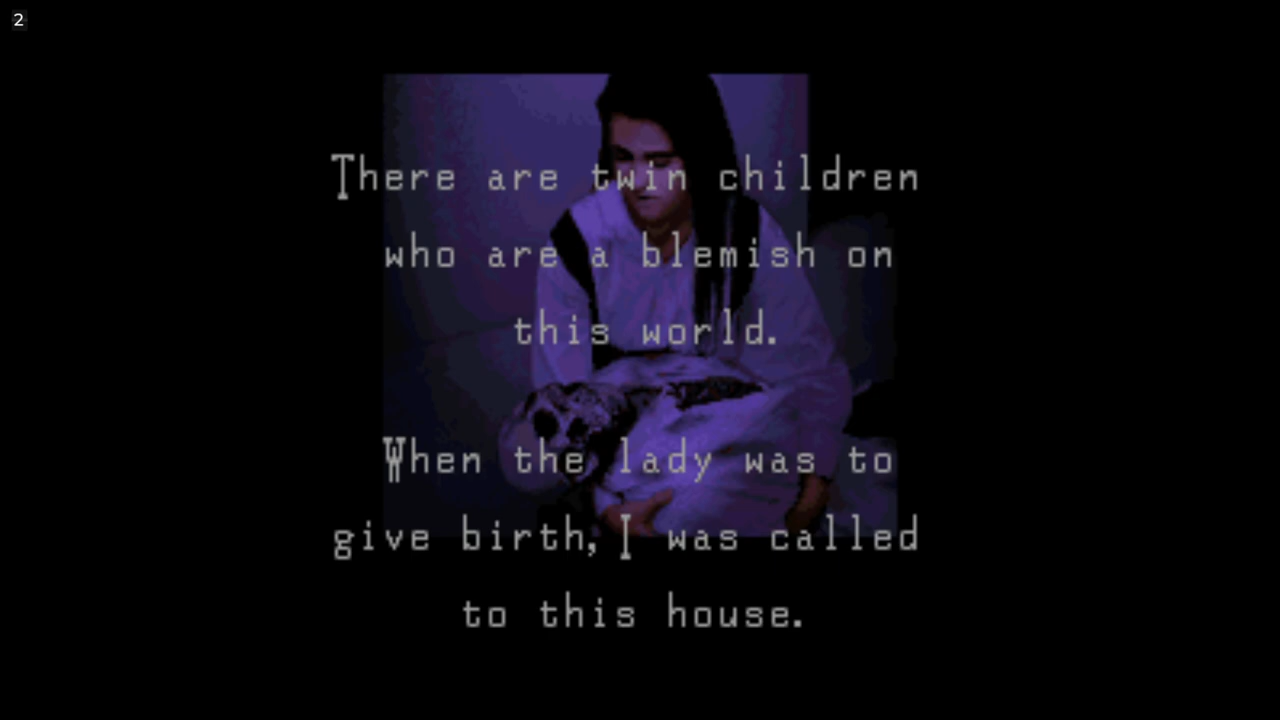 2
There are twin children
who are a blemish on
this world.
When the lady was to
give birth, I was called
to this house.